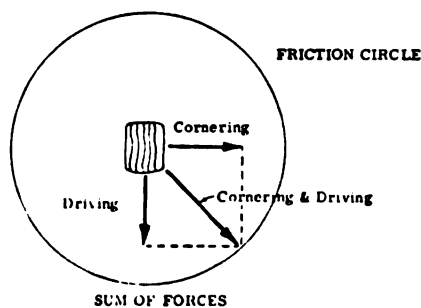 FRICTION CIRCLE
Cornering
Driving
Cornering & Driving
SUM OF FORCES